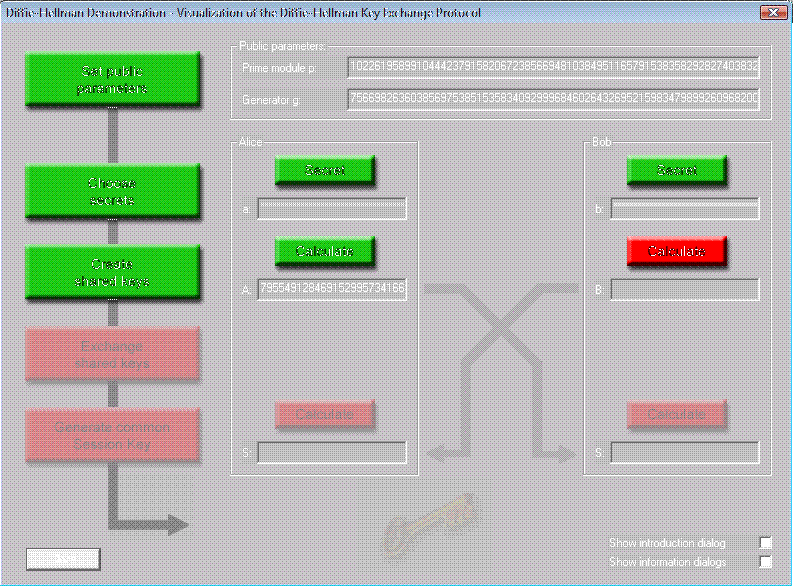 Diffie-Hellman Demonstration - Visualization of the Diffie-Hellman Key Exchange Protocol
Set public
parameters
Public parameters:
Prime module p:
10226195899104442379158206723856694810384951165791538358292827403832
Generator g:
75669826360385697538515358340929996846026432695215983479899260968200
Choose
secrets
Create
shared keys
Exchange
shared keys
Generate common
Session Key
Alice
Secret
a:
Calculate
A:
795549128469152995734166
Calculate
S:
Bob
Secret
b:
Calculate
B:
Calculate
S:
Show introduction dialog
Show information dialogs